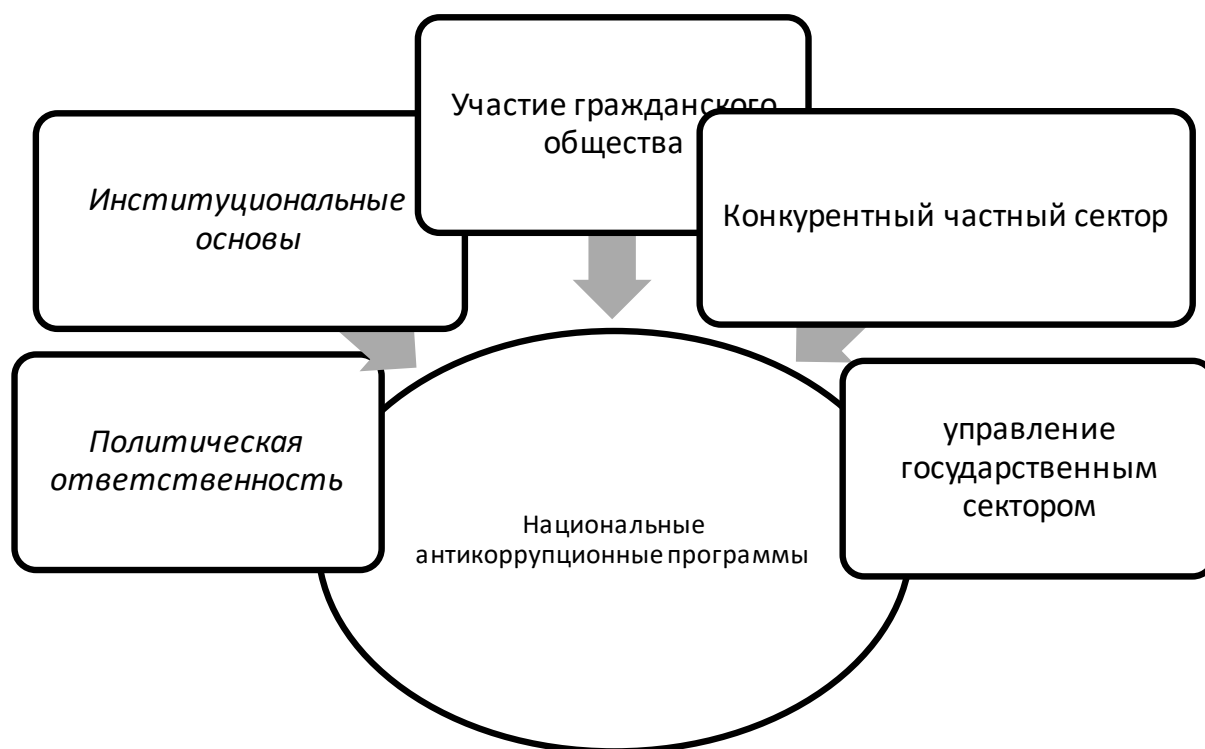 Участие гражданского
общества
Институциональные
основы
Конкурентный частный сектор
Политическая
ответственность
управление
государственным
сектором
Национальные
антикоррупционные программы